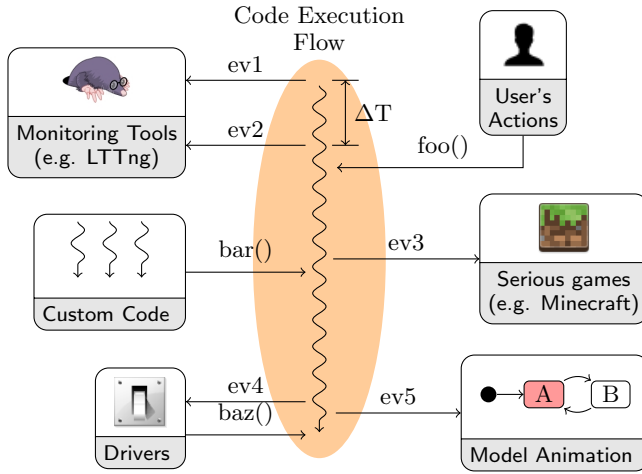 Code Execution
Flow
ev1
ΔT
ev2
Monitoring Tools
(e.g. LTTng)
User's
Actions
foo()
bar()
Custom Code
ev3
Serious games
(e.g. Minecraft)
ev4
baz()
Drivers
ev5
A
B
Model Animation